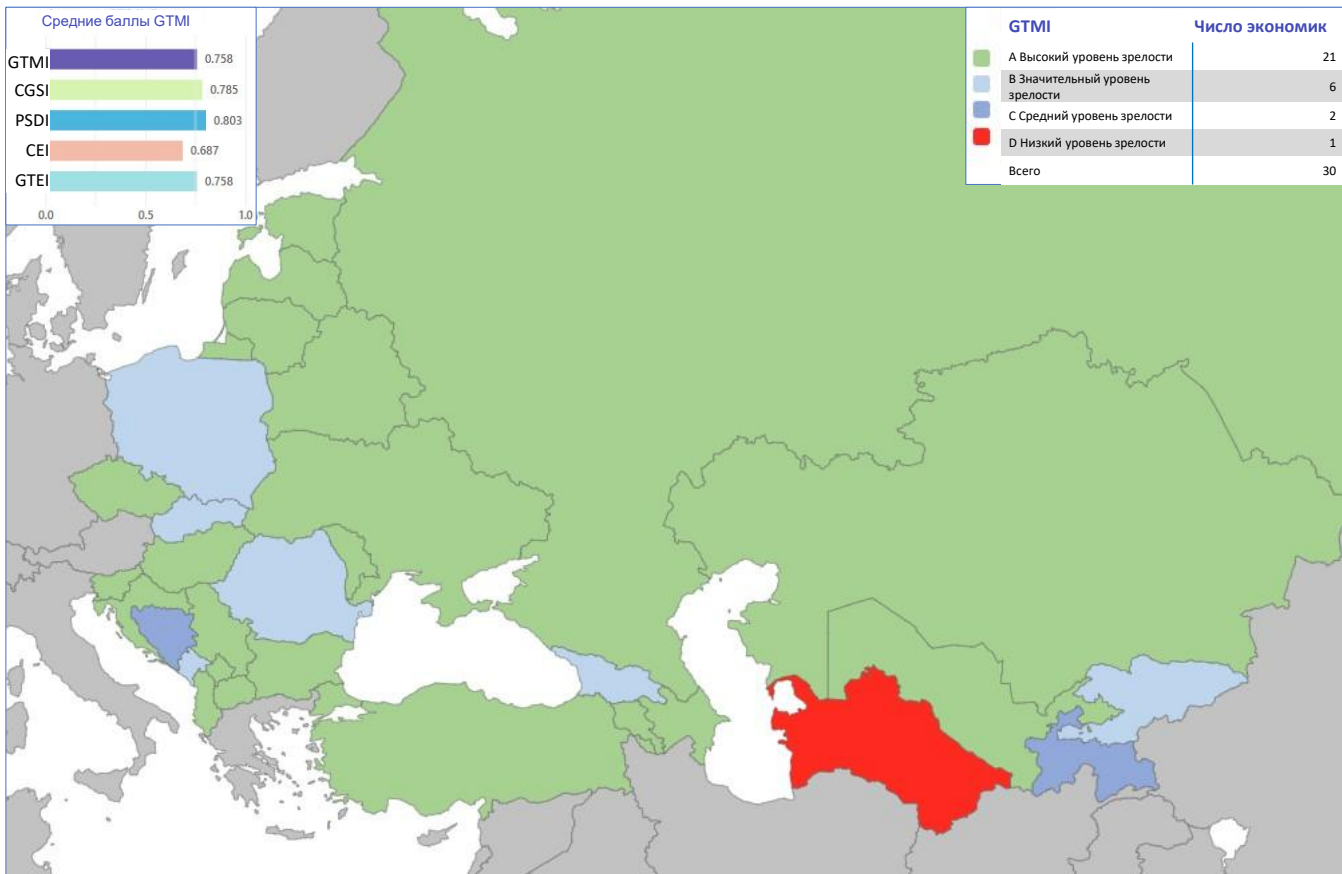 Средние баллы GTMI
GTMI 0.758
CGSI 0.785
PSDI 0.803
CEI 0.687
GTEI 0.758
0.0 0.5 1.0
GTMI Число экономик
A Высокий уровень зрелости 21
B Значительный уровень
зрелости 6
C Средний уровень зрелости 2
D Низкий уровень зрелости 1
Всего 30